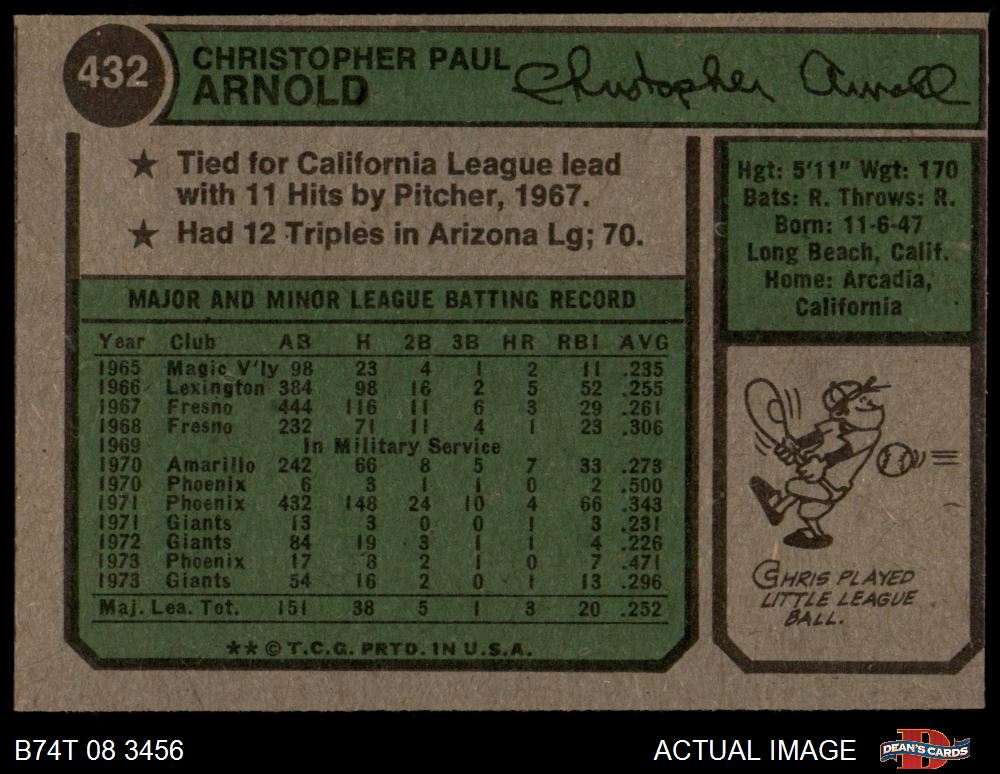 432
CHRISTOPHER PAUL
ARNOLD
Christopher Arnold
★ Tied for California League lead
with 11 Hits by Pitcher, 1967.
★ Had 12 Triples in Arizona Lg; 70.
Hgt: 5'11" Wgt: 170
Bats: R. Throws: R.
Born: 11-6-47
Long Beach, Calif.
Home: Arcadia,
California
MAJOR AND MINOR LEAGUE BATTING RECORD
Year Club AB H 2B 3B HR RBI AVG
1965 Magic V'ly 98 23 4 1 2 11 .235
1966 Lexington 384 98 16 2 5 52 .255
1967 Fresno 444 116 11 6 3 29 .261
1968 Fresno 232 71 11 4 1 23 .306
1969 In Military Service
1970 Amarillo 242 66 8 5 7 33 .273
1970 Phoenix 6 3 1 1 0 2 .500
1971 Phoenix 432 148 24 10 4 66 .343
1971 Giants 13 3 0 0 1 3 .231
1972 Giants 84 19 3 1 1 4 .226
1973 Phoenix 17 8 2 1 0 7 .471
1973 Giants 54 16 2 0 1 13 .296
Maj. Lea. Tot. 151 38 5 1 3 20 .252
** © T.C.G. PRTD. IN U.S.A.
CHRIS PLAYED
LITTLE LEAGUE
BALL.
B74T 08 3456
ACTUAL IMAGE
DEAN'S CARDS